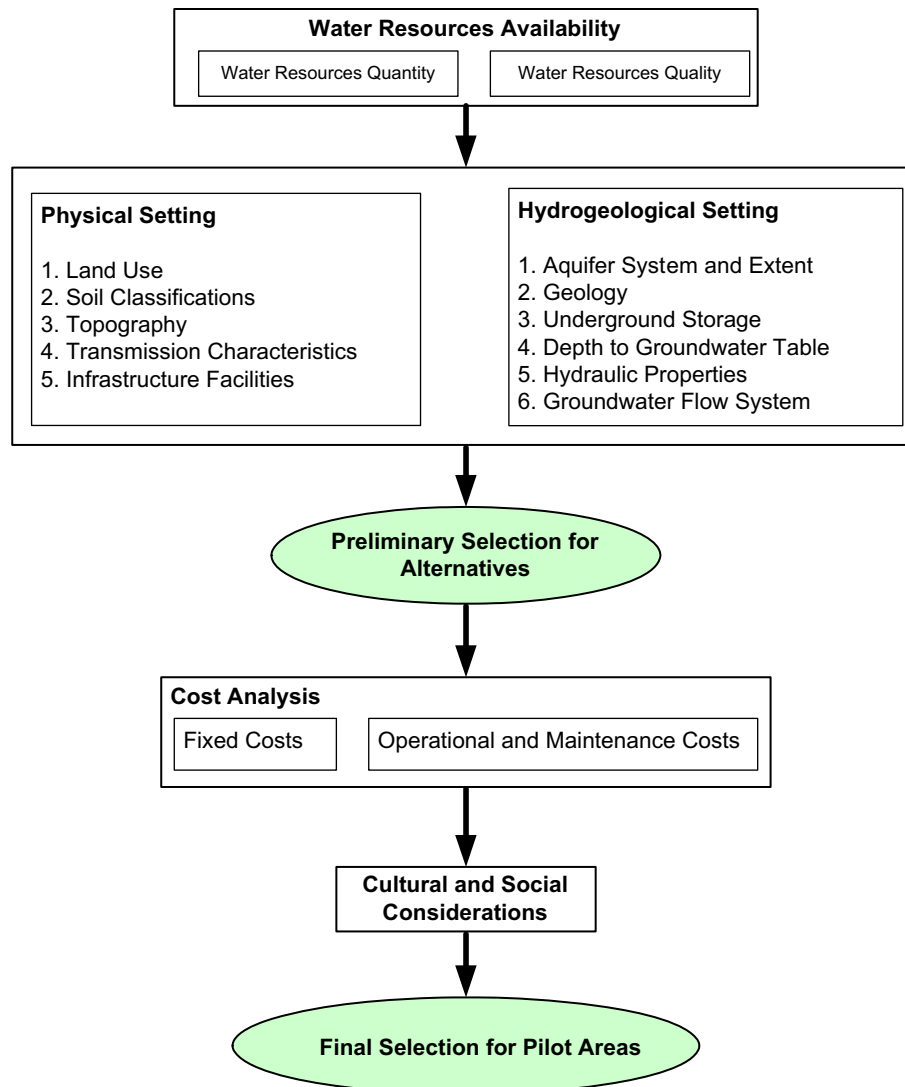 Water Resources Availability
Water Resources Quantity
Water Resources Quality
Physical Setting
1. Land Use
2. Soil Classifications
3. Topography
4. Transmission Characteristics
5. Infrastructure Facilities
Hydrogeological Setting
1. Aquifer System and Extent
2. Geology
3. Underground Storage
4. Depth to Groundwater Table
5. Hydraulic Properties
6. Groundwater Flow System
Preliminary Selection for
Alternatives
Cost Analysis
Fixed Costs
Operational and Maintenance Costs
Cultural and Social
Considerations
Final Selection for Pilot Areas